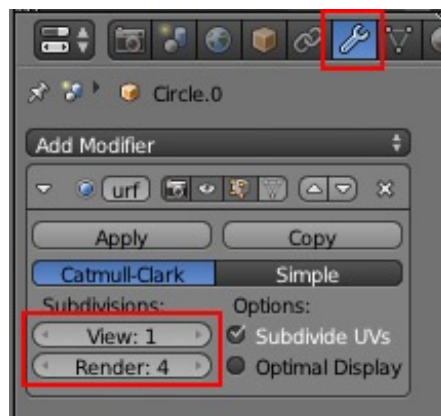 Circle.0
Add Modifier
urf
Apply Copy
Catmull-Clark Simple
Subdivisions: Options:
View: 1 Subdivide UVs
Render: 4 Optimal Display